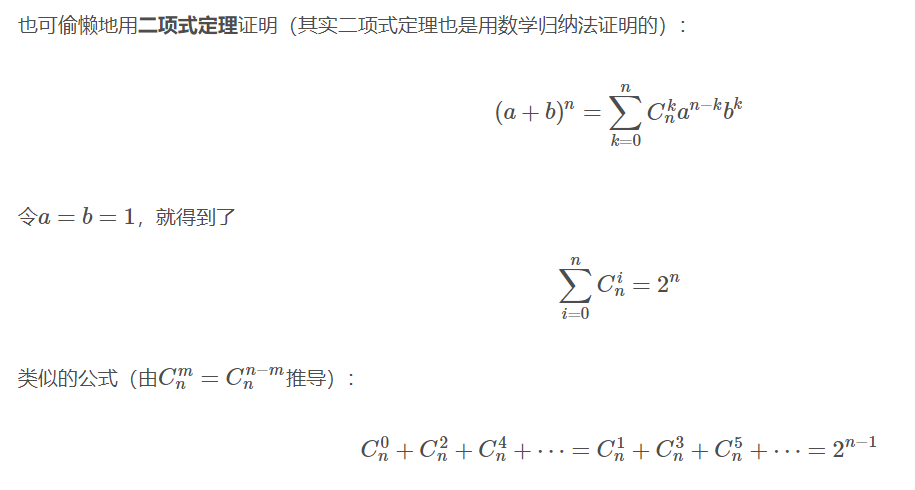 也可偷懒地用二项式定理证明（其实二项式定理也是用数学归纳法证明的）：
$(a+b)^n = \sum_{k=0}^{n} C_n^k a^{n-k} b^k$
令$a = b = 1$，就得到了
$\sum_{i=0}^{n} C_n^i = 2^n$
类似的公式（由$C_n^m = C_n^{n-m}$推导）：
$C_n^0 + C_n^2 + C_n^4 + \cdots = C_n^1 + C_n^3 + C_n^5 + \cdots = 2^{n-1}$